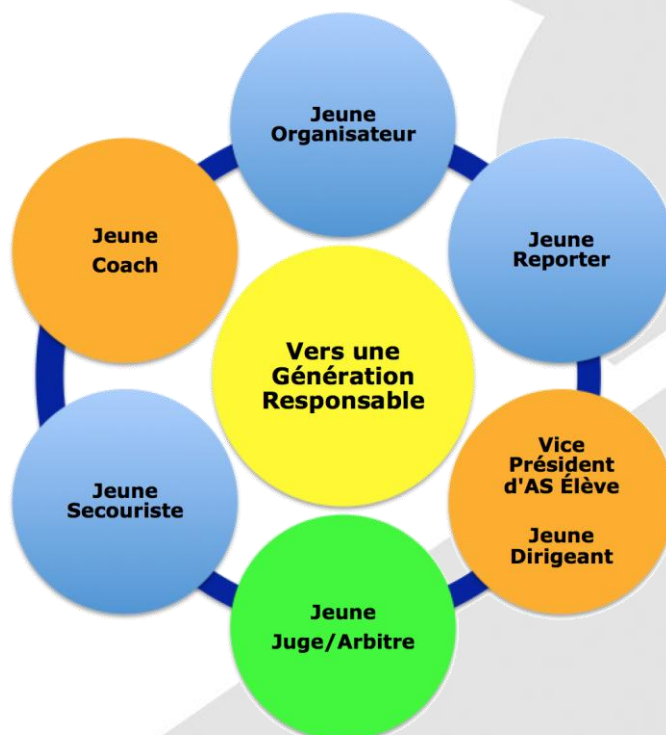 Jeune
Organisateur
Jeune
Reporter
Vice
Président
d'AS Élève
Jeune
Dirigeant
Jeune
Juge/Arbitre
Jeune
Secouriste
Jeune
Coach
Vers une
Génération
Responsable